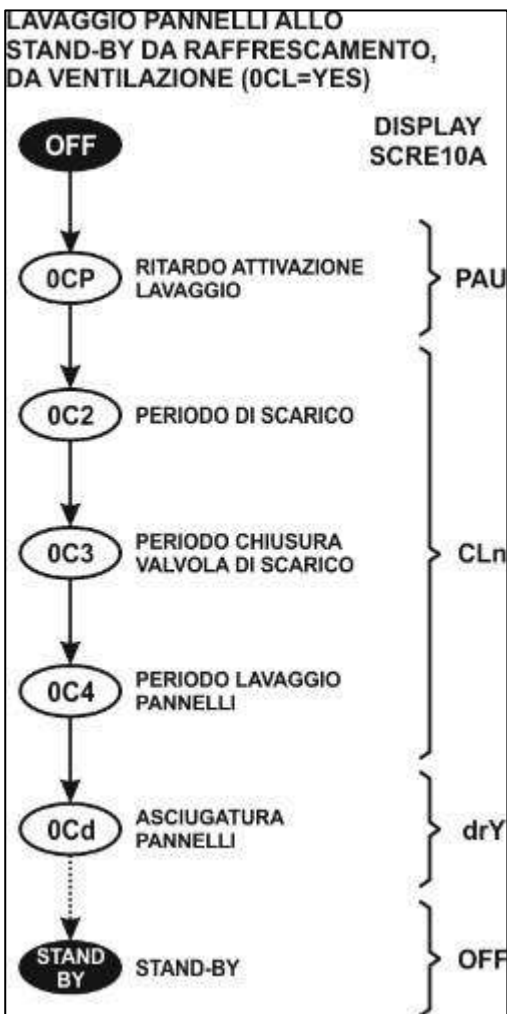 LAVAGGIO PANNELLI ALLO
STAND-BY DA RAFFRESCAMENTO,
DA VENTILAZIONE (0CL=YES)
OFF
DISPLAY
SCRE10A
0CP
RITARDO ATTIVAZIONE
LAVAGGIO
PAU
0C2
PERIODO DI SCARICO
0C3
PERIODO CHIUSURA
VALVOLA DI SCARICO
CLn
0C4
PERIODO LAVAGGIO
PANNELLI
0Cd
ASCIUGATURA
PANNELLI
drY
STAND
BY
STAND-BY
OFF